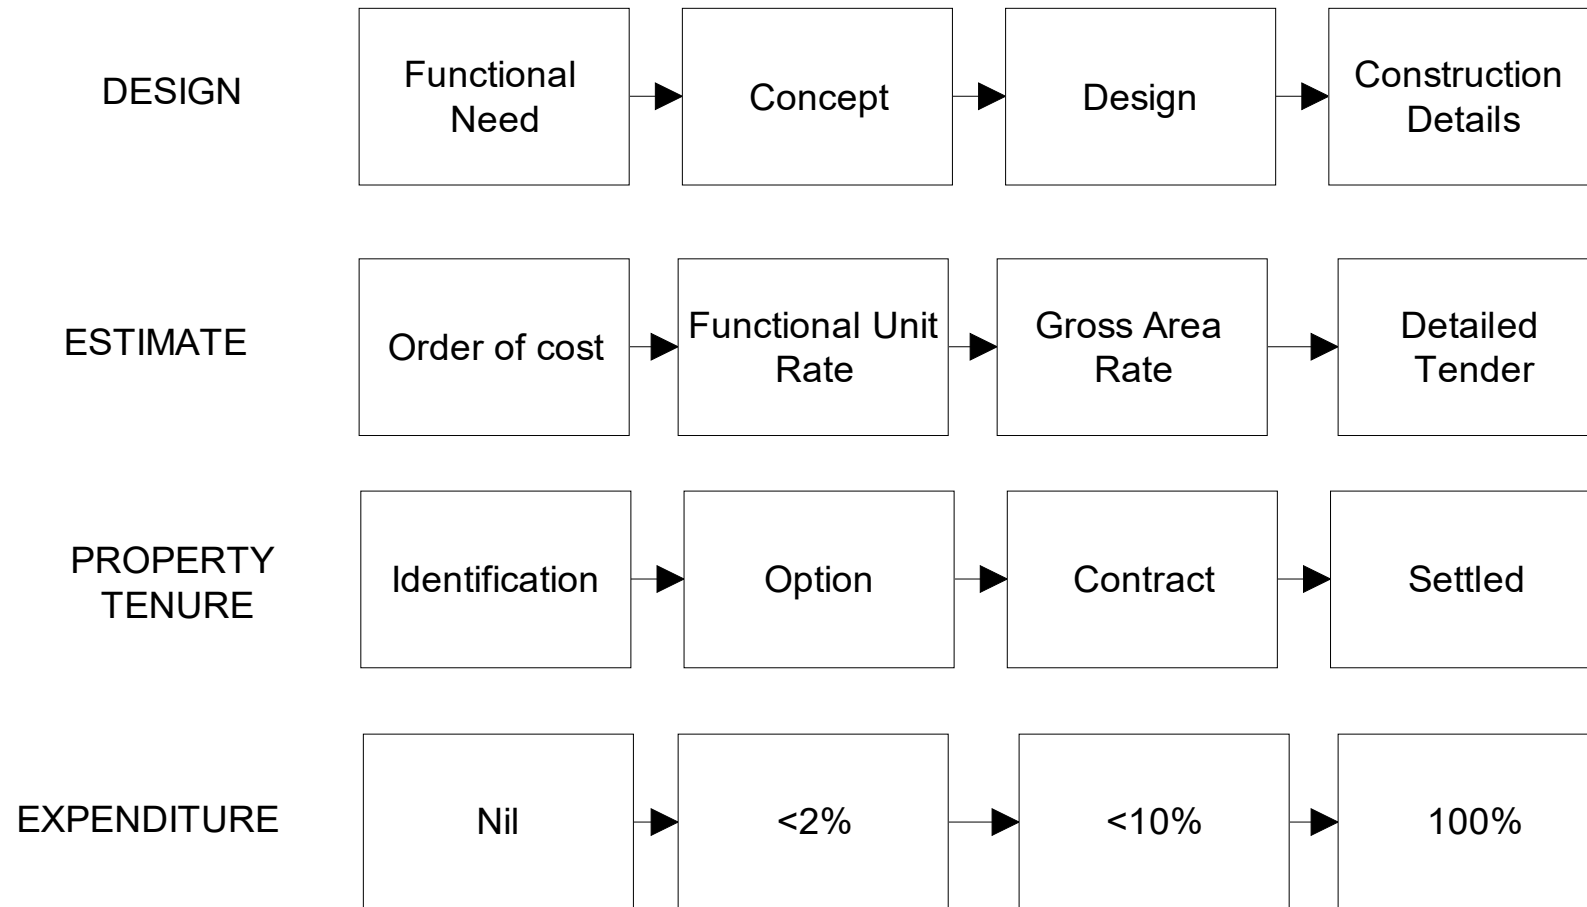 DESIGN
Functional
Need
Concept
Design
Construction
Details
ESTIMATE
Order of cost
Functional Unit
Rate
Gross Area
Rate
Detailed
Tender
PROPERTY
TENURE
Identification
Option
Contract
Settled
EXPENDITURE
Nil
<2%
<10%
100%